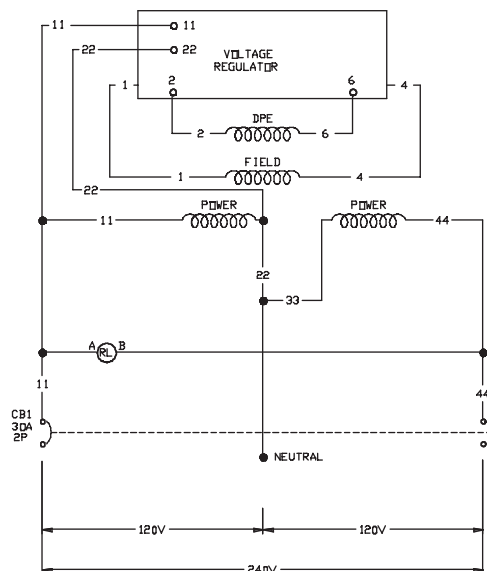 11
11
22
22
VOLTAGE
REGULATOR
1
2
6
4
DPE
2
6
FIELD
1
4
22
POWER
POWER
11
44
22
33
A
RL
B
11
44
CB1
30A
2P
NEUTRAL
120V
120V
240V